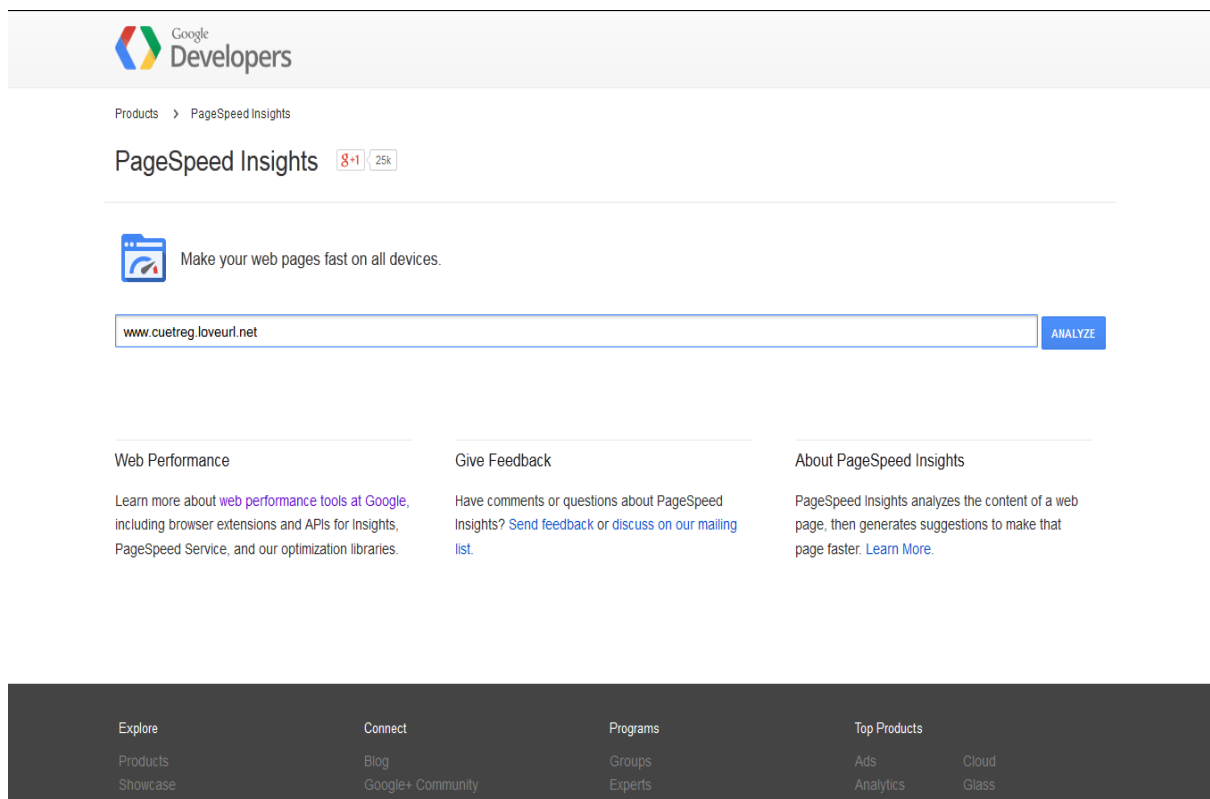 Google
Developers
Products > PageSpeed Insights
PageSpeed Insights g+1 25k
Make your web pages fast on all devices.
www.cuetreg.loveurl.net ANALYZE
Web Performance
Learn more about web performance tools at Google,
including browser extensions and APIs for Insights,
PageSpeed Service, and our optimization libraries.
Give Feedback
Have comments or questions about PageSpeed
Insights? Send feedback or discuss on our mailing
list.
About PageSpeed Insights
PageSpeed Insights analyzes the content of a web
page, then generates suggestions to make that
page faster. Learn More.
Explore
Products
Showcase
Connect
Blog
Google+ Community
Programs
Groups
Experts
Top Products
Ads Cloud
Analytics Glass